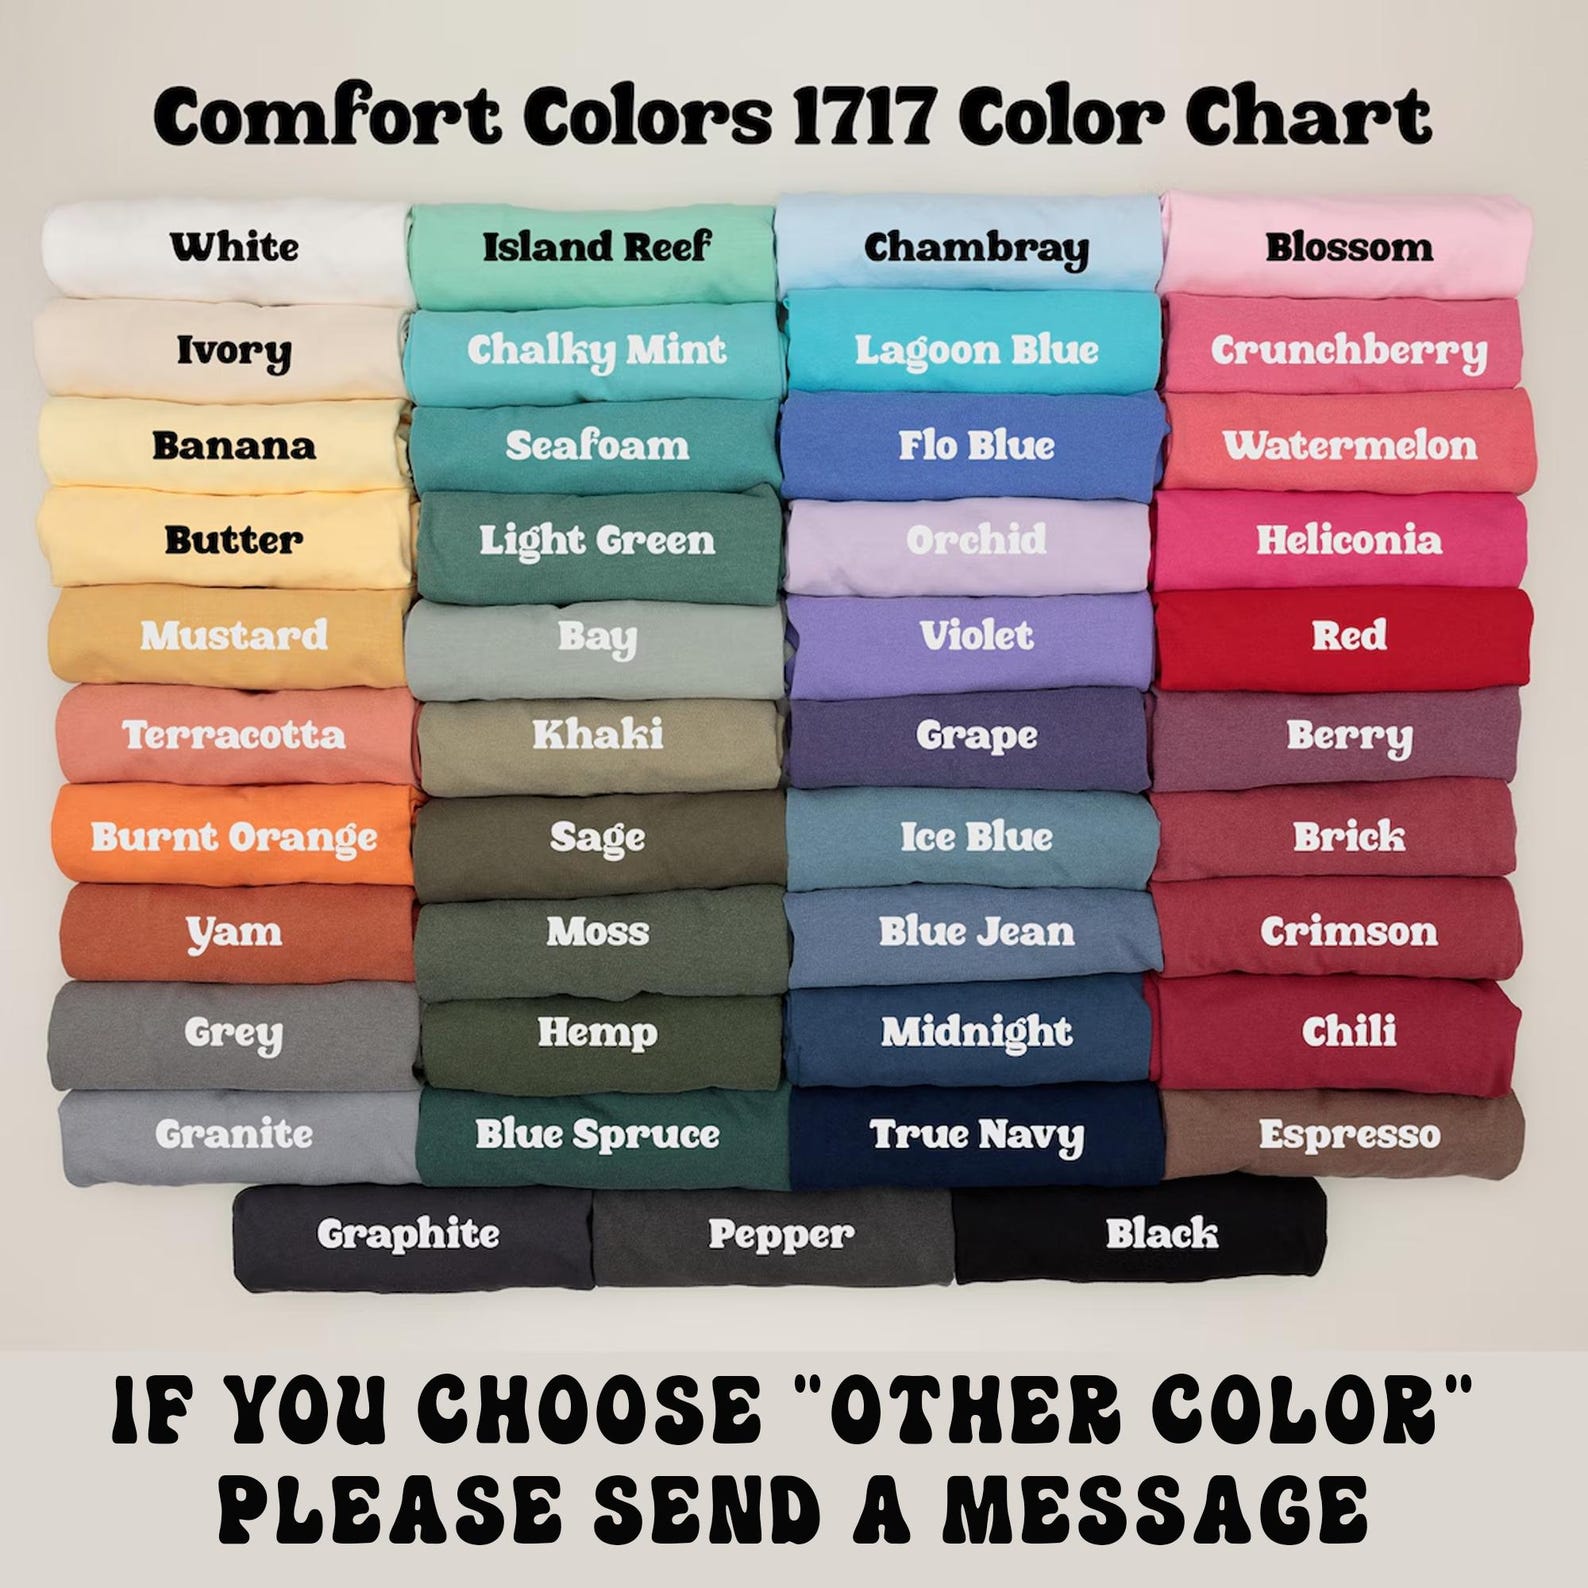 Comfort Colors 1717 Color Chart
White
Island Reef
Chambray
Blossom
Ivory
Chalky Mint
Lagoon Blue
Crunchberry
Banana
Seafoam
Flo Blue
Watermelon
Butter
Light Green
Orchid
Heliconia
Mustard
Bay
Violet
Red
Terracotta
Khaki
Grape
Berry
Burnt Orange
Sage
Ice Blue
Brick
Yam
Moss
Blue Jean
Crimson
Grey
Hemp
Midnight
Chili
Granite
Blue Spruce
True Navy
Espresso
Graphite
Pepper
Black
IF YOU CHOOSE "OTHER COLOR"
PLEASE SEND A MESSAGE